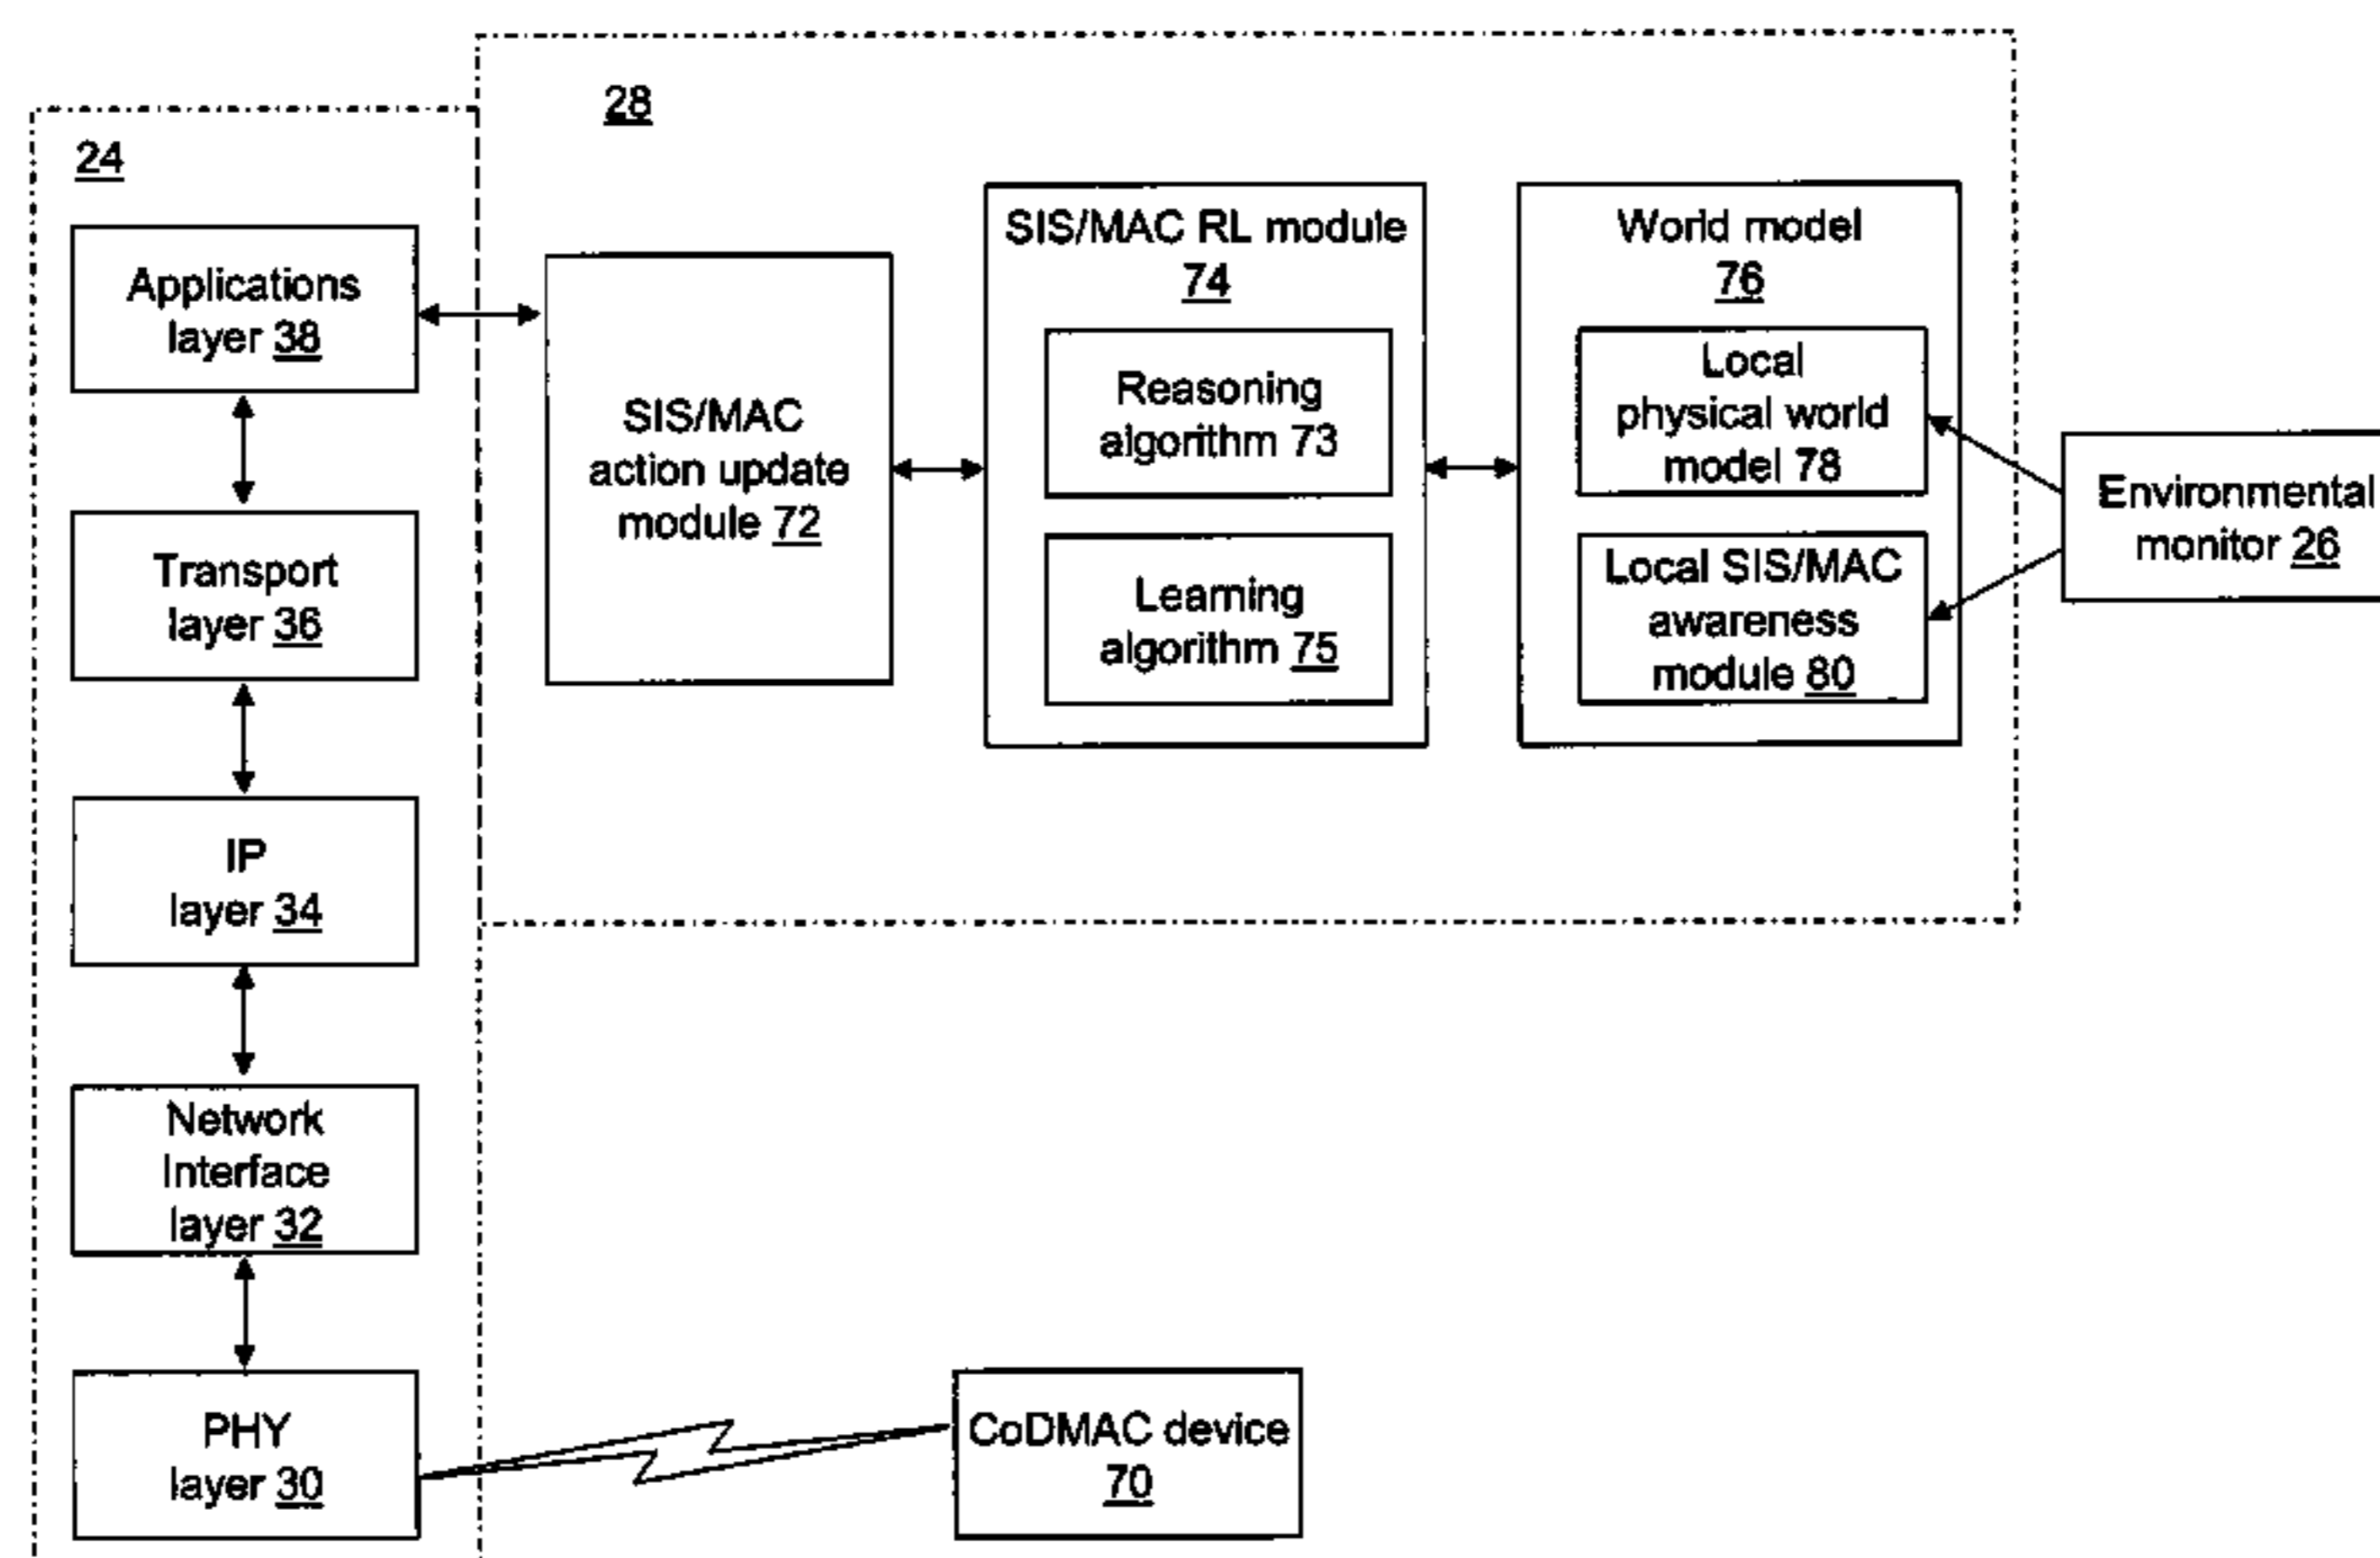 28
24
Applications
layer 38
Transport
layer 36
IP
layer 34
Network
Interface
layer 32
PHY
layer 30
SIS/MAC
action update
module 72
SIS/MAC RL module
74
Reasoning
algorithm 73
Learning
algorithm 75
World model
76
Local
physical world
model 78
Local SIS/MAC
awareness
module 80
Environmental
monitor 26
CoDMAC device
70